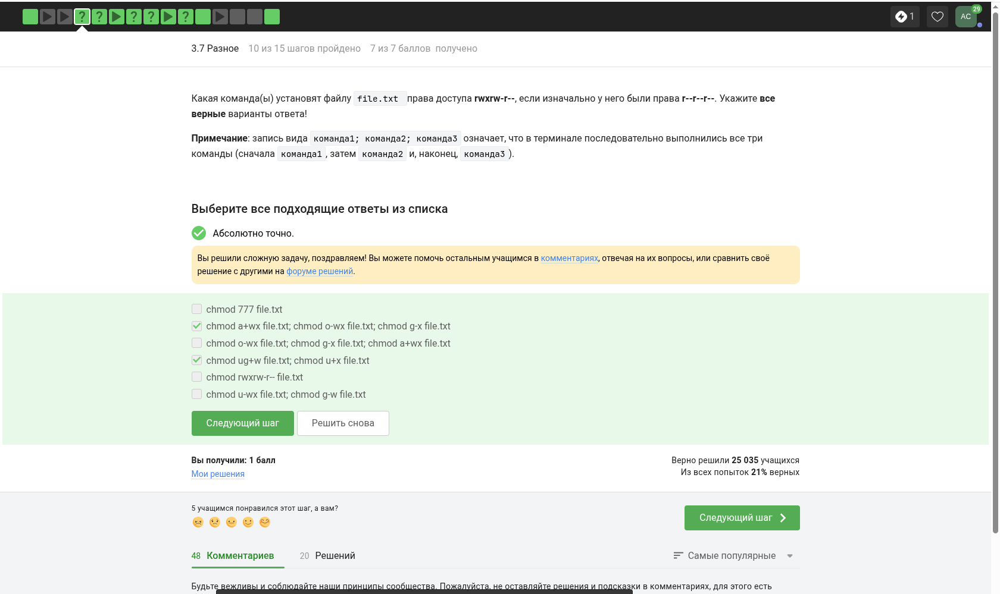 ? ? ? ? ? 1 AC 29
3.7 Разное 10 из 15 шагов пройдено 7 из 7 баллов получено
Какая команда(ы) установят файлу file.txt права доступа rwxrw-r--, если изначально у него были права r--r--r--. Укажите все
верные варианты ответа!
Примечание: запись вида команда1; команда2; команда3 означает, что в терминале последовательно выполнились все три
команды (сначала команда1, затем команда2 и, наконец, команда3).
Выберите все подходящие ответы из списка
Абсолютно точно.
Вы решили сложную задачу, поздравляем! Вы можете помочь остальным учащимся в комментариях, отвечая на их вопросы, или сравнить своё
решение с другими на форуме решений.
chmod 777 file.txt
chmod a+wx file.txt; chmod o-wx file.txt; chmod g-x file.txt
chmod o-wx file.txt; chmod g-x file.txt; chmod a+wx file.txt
chmod ug+w file.txt; chmod u+x file.txt
chmod rwxrw-r-- file.txt
chmod u-wx file.txt; chmod g-w file.txt
Следующий шаг Решить снова
Вы получили: 1 балл
Мои решения
Верно решили 25 035 учащихся
Из всех попыток 21% верных
5 учащимся понравился этот шаг, а вам?
Следующий шаг
48 Комментариев 20 Решений Самые популярные
Будьте вежливы и соблюдайте наши принципы сообщества. Пожалуйста, не оставляйте решения и подсказки в комментариях, для этого есть